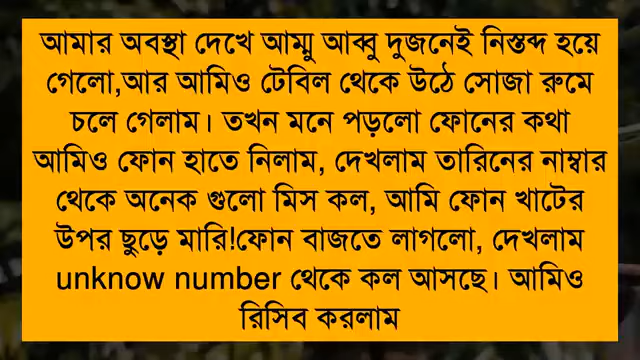 আমার অবস্থা দেখে আম্মু আব্বু দুজনেই নিস্তব্দ হয়ে
গেলো,আর আমিও টেবিল থেকে উঠে সোজা রুমে
চলে গেলাম। তখন মনে পড়লো ফোনের কথা
আমিও ফোন হাতে নিলাম, দেখলাম তারিনের নাম্বার
থেকে অনেক গুলো মিস কল, আমি ফোন খাটের
উপর ছুড়ে মারি!ফোন বাজতে লাগলো, দেখলাম
unknow number থেকে কল আসছে। আমিও
রিসিব করলাম